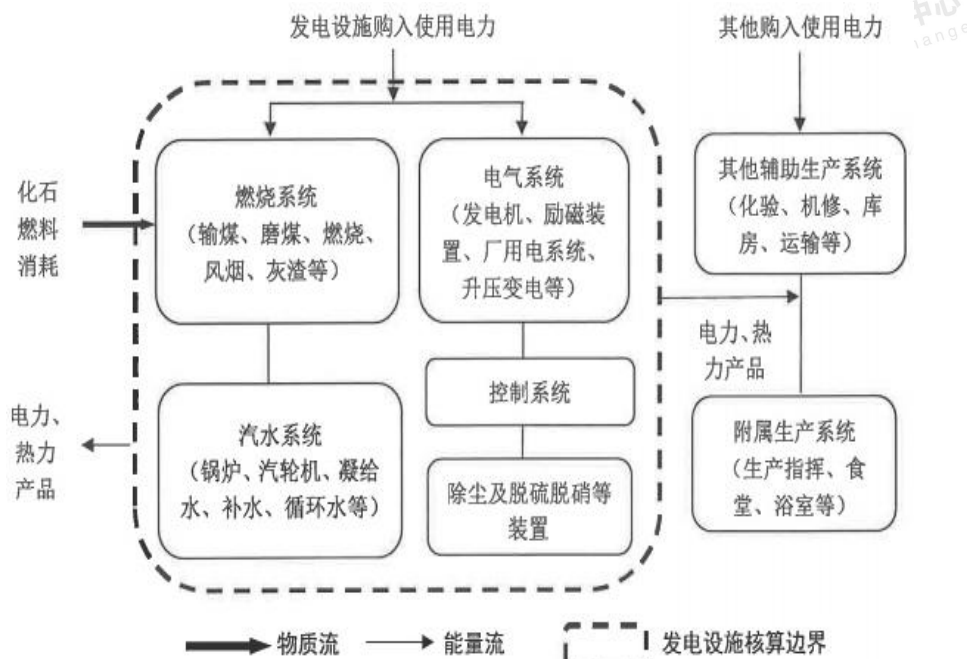 发电设施购入使用电力
其他购入使用电力
化石
燃料
消耗
燃烧系统
（输煤、磨煤、燃烧、
风烟、灰渣等）
电气系统
（发电机、励磁装
置、厂用电系统、
升压变电等）
其他辅助生产系统
（化验、机修、库
房、运输等）
电力、热
力产品
电力、
热力
产品
汽水系统
（锅炉、汽轮机、凝给
水、补水、循环水等）
控制系统
除尘及脱硫脱硝等
装置
附属生产系统
（生产指挥、食
堂、浴室等）
物质流
能量流
发电设施核算边界